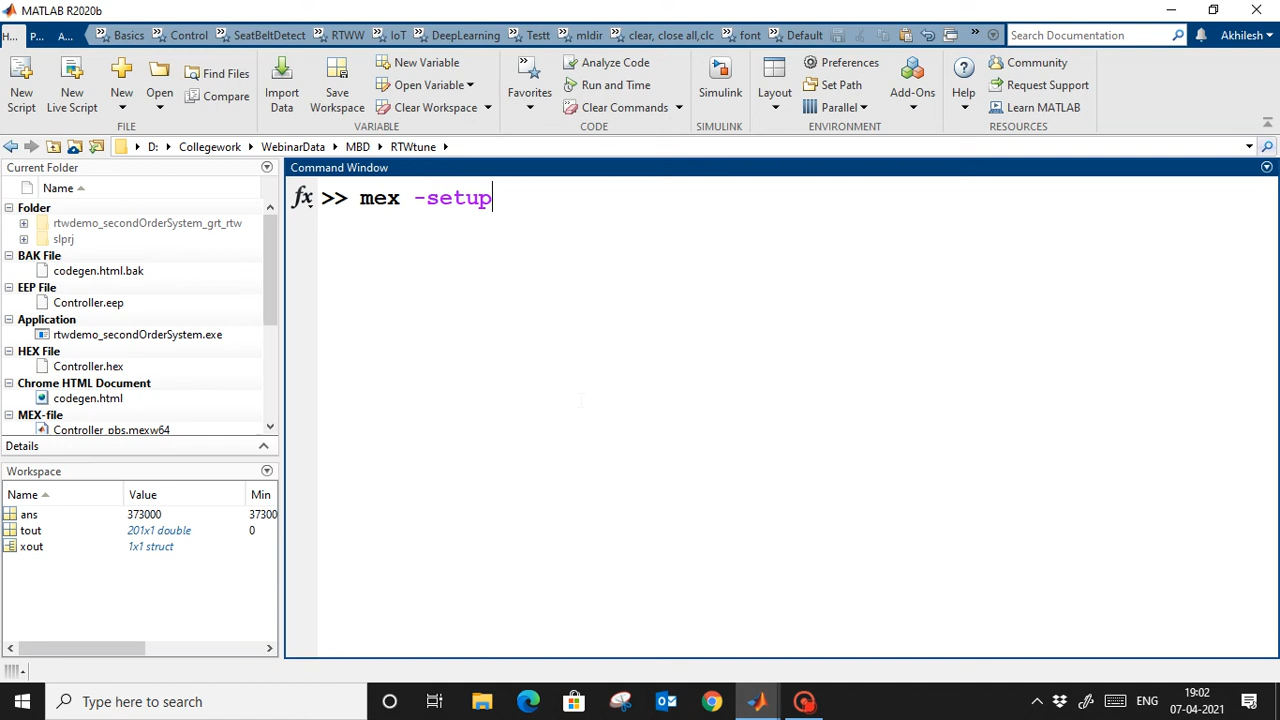 MATLAB R2020b
H... P... A... Basics Control SeatBeltDetect RTWW IoT DeepLearning Testt mldir clear, close all,clc font Default Search Documentation Akhilesh
New Script
New Live Script
New
Open
Find Files
Compare
FILE
Import Data
Save Workspace
New Variable
Open Variable
Clear Workspace
VARIABLE
Favorites
Analyze Code
Run and Time
Clear Commands
CODE
Simulink
SIMULINK
Layout
Preferences
Set Path
Parallel
Add-Ons
ENVIRONMENT
Help
Community
Request Support
Learn MATLAB
RESOURCES
D: Collegework WebinarData MBD RTWtune
Current Folder
Name
Folder
rtwdemo_secondOrderSystem_grt_rtw
slprj
BAK File
codegen.html.bak
EEP File
Controller.eep
Application
rtwdemo_secondOrderSystem.exe
HEX File
Controller.hex
Chrome HTML Document
codegen.html
MEX-file
Controller_pbs.mexw64
Details
Workspace
Name Value Min
ans 373000 37300
tout 201x1 double 0
xout 1x1 struct
Command Window
fx >> mex -setup
Type here to search
ENG
19:02
07-04-2021